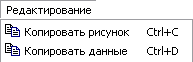 Редактирование
Копировать рисунок Ctrl+C
Копировать данные Ctrl+D